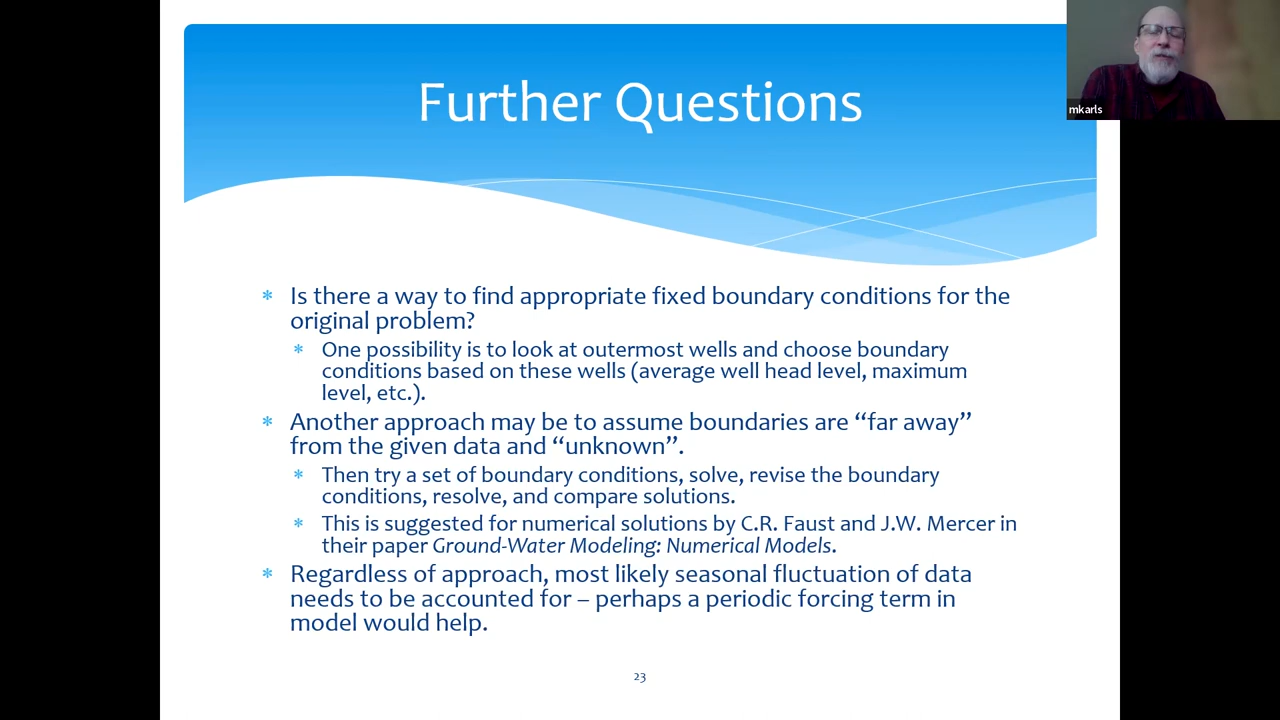 Further Questions
mkarls
* Is there a way to find appropriate fixed boundary conditions for the
original problem?
* One possibility is to look at outermost wells and choose boundary
conditions based on these wells (average well head level, maximum
level, etc.).
* Another approach may be to assume boundaries are “far away”
from the given data and “unknown”.
* Then try a set of boundary conditions, solve, revise the boundary
conditions, resolve, and compare solutions.
* This is suggested for numerical solutions by C.R. Faust and J.W. Mercer in
their paper Ground-Water Modeling: Numerical Models.
* Regardless of approach, most likely seasonal fluctuation of data
needs to be accounted for – perhaps a periodic forcing term in
model would help.
23